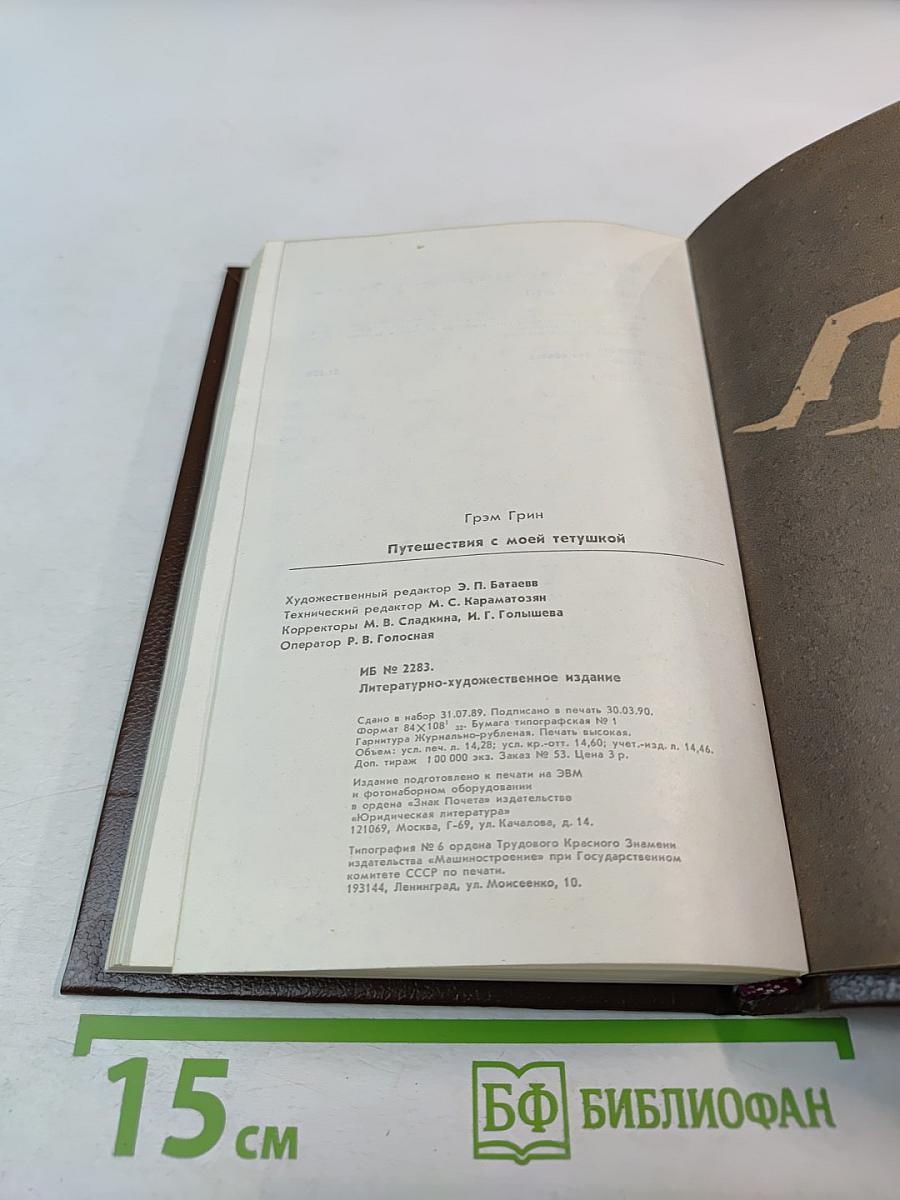 Грэм Грин
Путешествия с моей тетушкой
Художественный редактор Э. П. Батаевв
Технический редактор М. С. Караматозян
Корректоры М. В. Сладкина, И. Г. Голышева
Оператор Р. В. Голосная
ИБ № 2283.
Литературно-художественное издание
Сдано в набор 31.07.89. Подписано в печать 30.03.90.
Формат 84×108¹ ₃₂. Бумага типографская № 1
Гарнитура Журнально-рубленая. Печать высокая.
Объем: усл. печ. л. 14,28; усл. кр.-отт. 14,60; учет.-изд. л. 14,46.
Доп. тираж 100 000 экз. Заказ № 53. Цена 3 р.
Издание подготовлено к печати на ЭВМ
и фотонаборном оборудовании
в ордена «Знак Почета» издательстве
«Юридическая литература»
121069, Москва, Г-69, ул. Качалова, д. 14.
Типография № 6 ордена Трудового Красного Знамени
издательства «Машиностроение» при Государственном
комитете СССР по печати.
193144, Ленинград, ул. Моисеенко, 10.
15 см
БФ БИБЛИОФАН